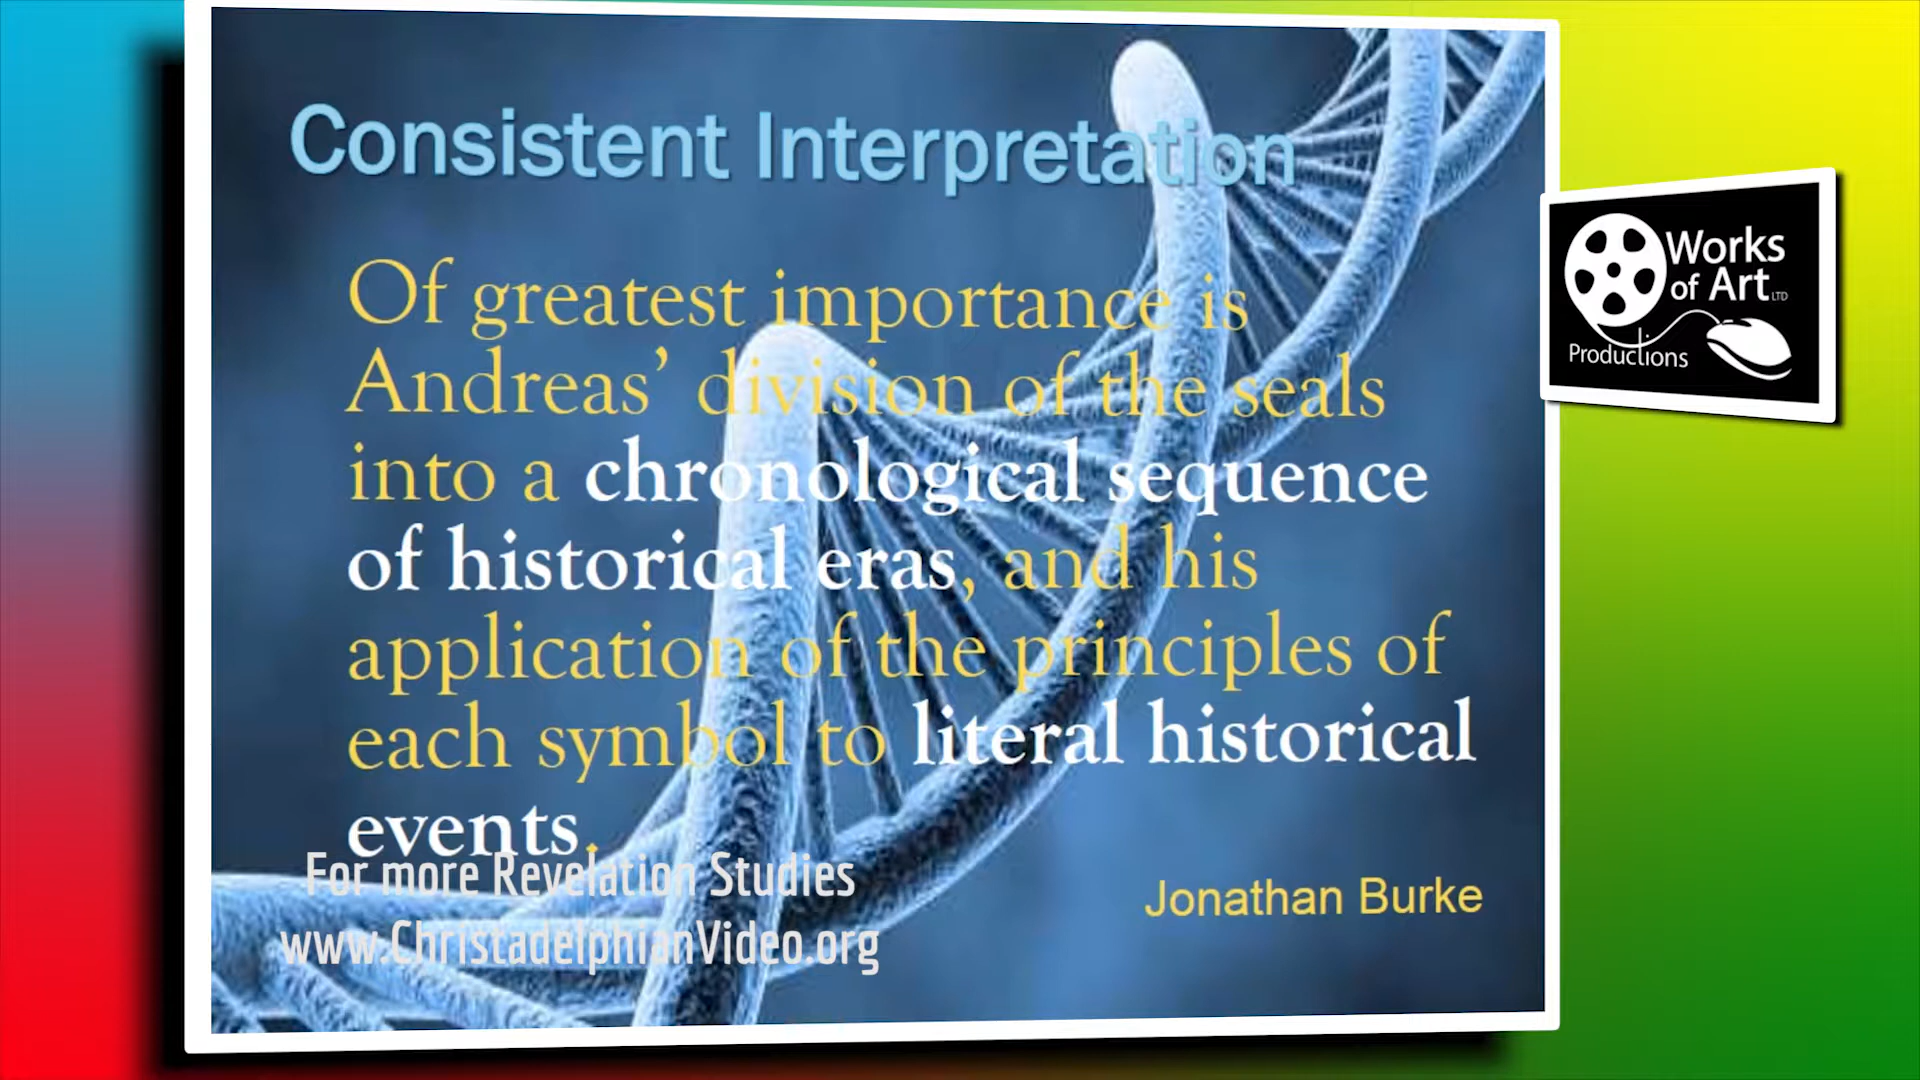 Consistent Interpretation
Of greatest importance is
Andreas’ division of the seals
into a chronological sequence
of historical eras, and his
application of the principles of
each symbol to literal historical
events.
Jonathan Burke
For more Revelation Studies
www.ChristadelphianVideo.org
Works
of Art LTD
Productions